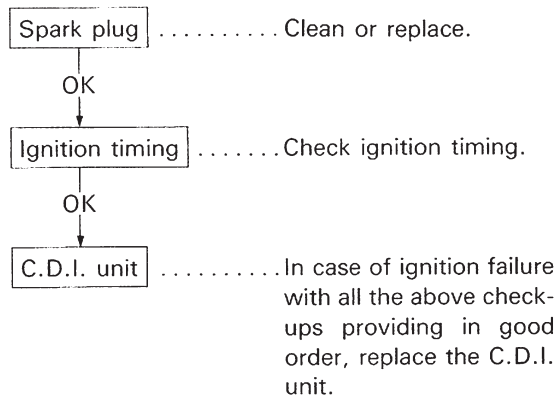 Spark plug .......... Clean or replace.
OK
Ignition timing ....... Check ignition timing.
OK
C.D.I. unit .......... In case of ignition failure
with all the above check-
ups providing in good
order, replace the C.D.I.
unit.